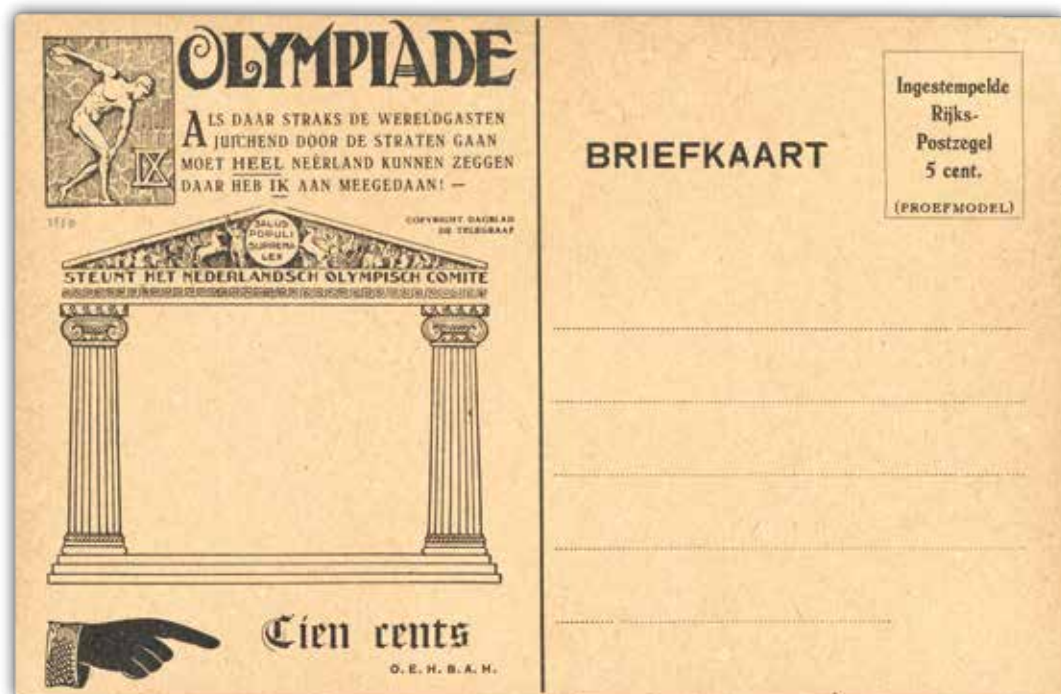 OLYMPIADE
ALS DAAR STRAKS DE WERELDGASTEN
JUICHEND DOOR DE STRATEN GAAN
MOET HEEL NEÊRLAND KUNNEN ZEGGEN
DAAR HEB IK AAN MEEGEDAAN! —
IX
COPYRIGHT DAGBLAD
DE TELEGRAAF
SALUS
POPULI
SUPREMA
LEX
STEUNT HET NEDERLANDSCH OLYMPISCH COMITE
Tien cents
O. E. H. B. A. H.
BRIEFKAART
Ingestempelde
Rijks-
Postzegel
5 cent.
(PROEFMODEL)